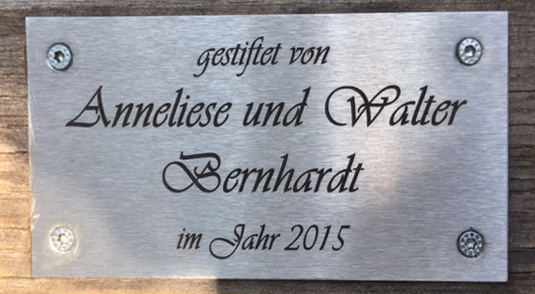 gestiftet von
Anneliese und Walter
Bernhardt
im Jahr 2015